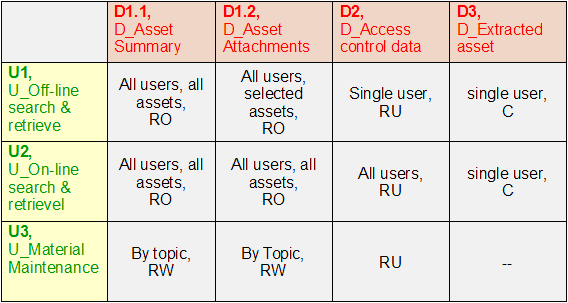 D1.1,
D_Asset
Summary
D1.2,
D_Asset
Attachments
D2,
D_Access
control data
D3,
D_Extracted
asset
U1,
U_Off-line
search &
retrieve
All users, all
assets,
RO
All users,
selected
assets,
RO
Single user,
RU
single user,
C
U2,
U_On-line
search &
retrievel
All users, all
assets,
RO
All users, all
assets,
RO
All users,
RU
single user,
C
U3,
U_Material
Maintenance
By topic,
RW
By Topic,
RW
RU
--